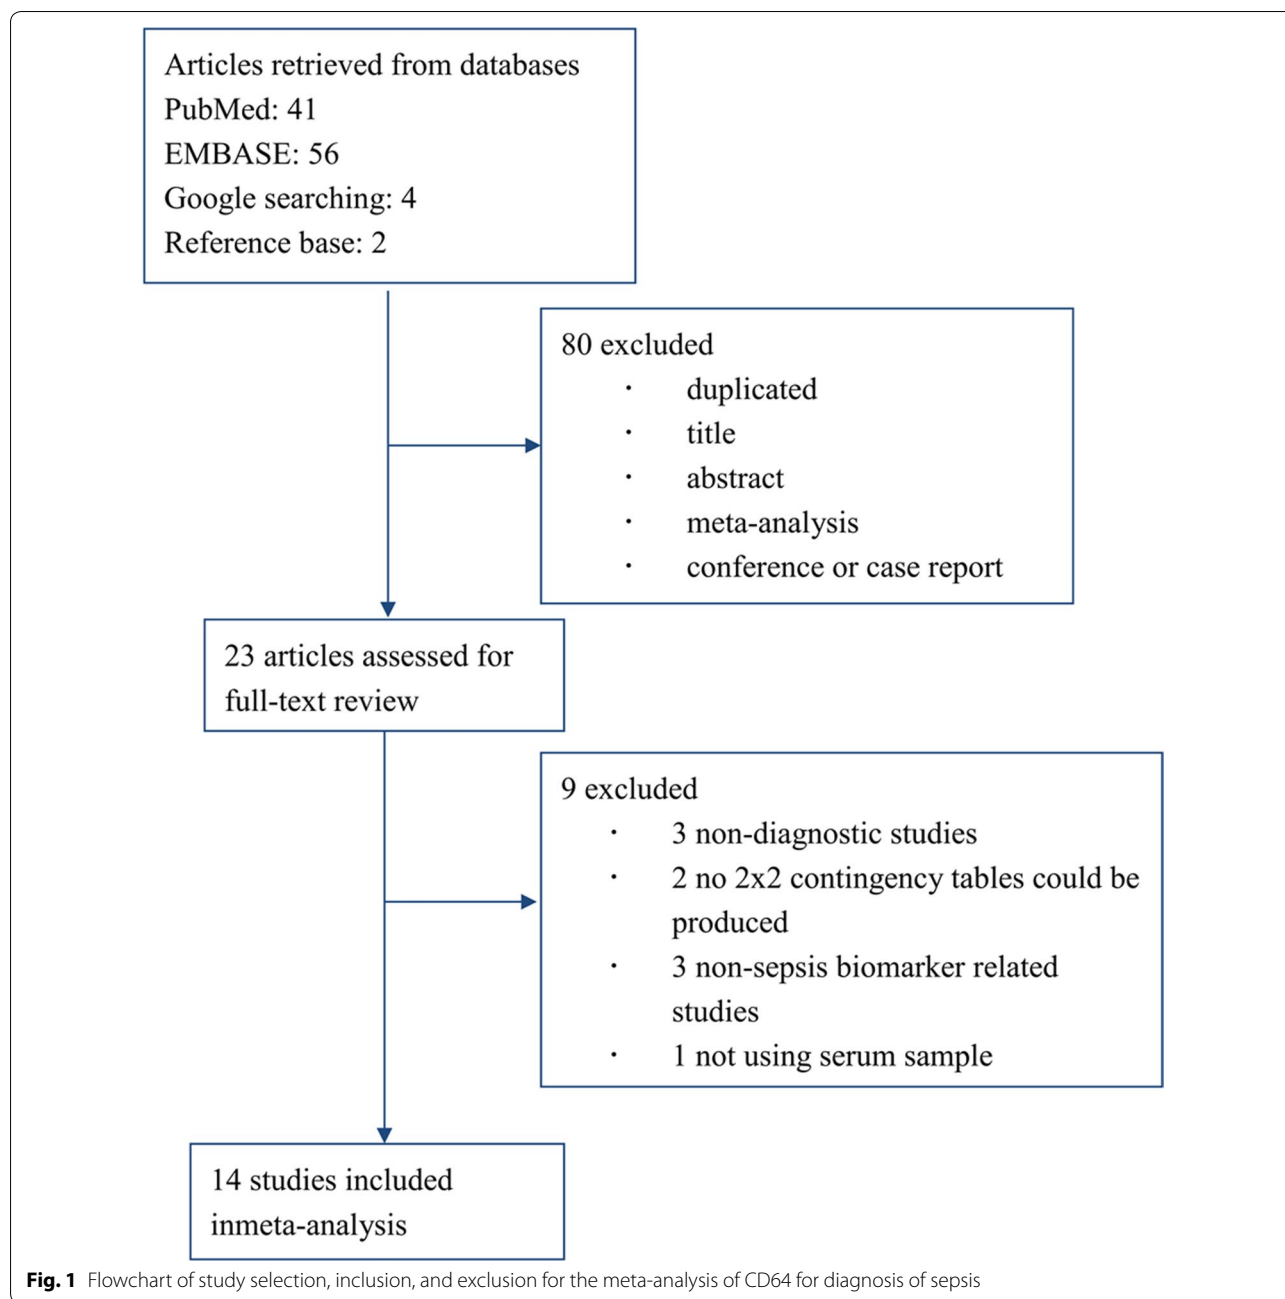 Articles retrieved from databases
PubMed: 41
EMBASE: 56
Google searching: 4
Reference base: 2
80 excluded
· duplicated
· title
· abstract
· meta-analysis
· conference or case report
23 articles assessed for
full-text review
9 excluded
· 3 non-diagnostic studies
· 2 no 2x2 contingency tables could be
produced
· 3 non-sepsis biomarker related
studies
· 1 not using serum sample
14 studies included
inmeta-analysis
Fig. 1 Flowchart of study selection, inclusion, and exclusion for the meta-analysis of CD64 for diagnosis of sepsis